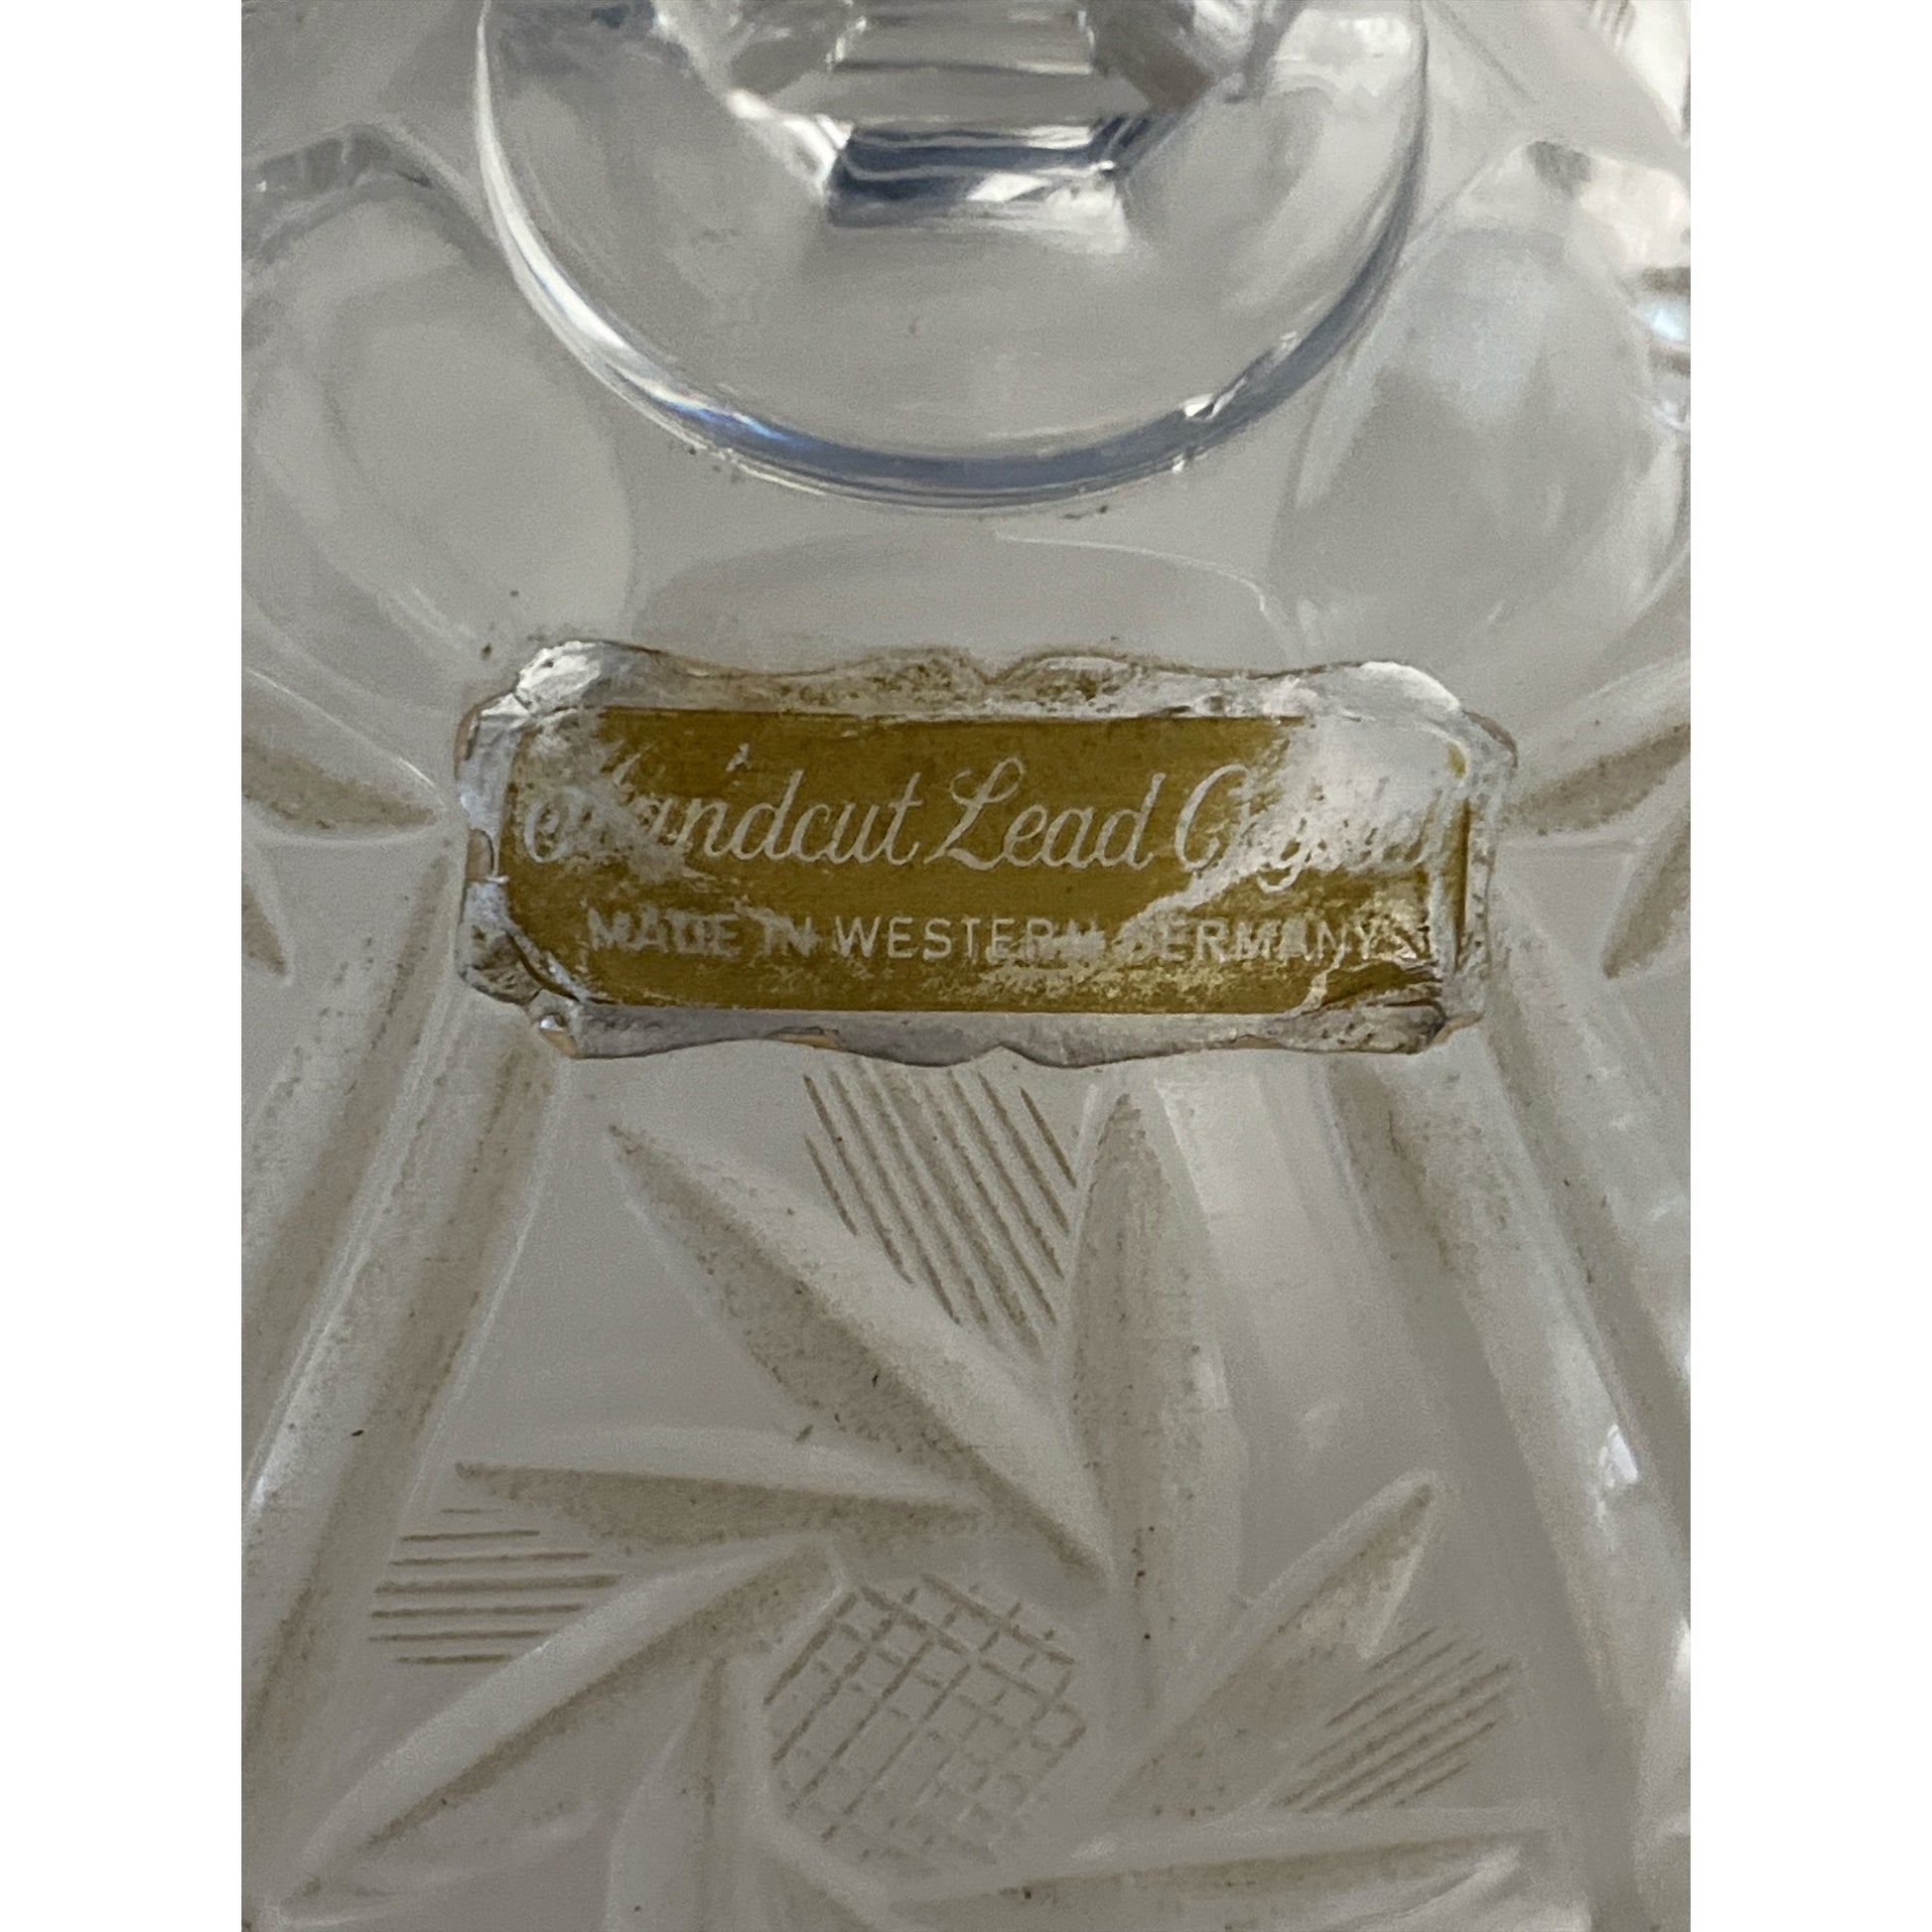 Handcut Lead Crystal
MADE IN WESTERN GERMANY